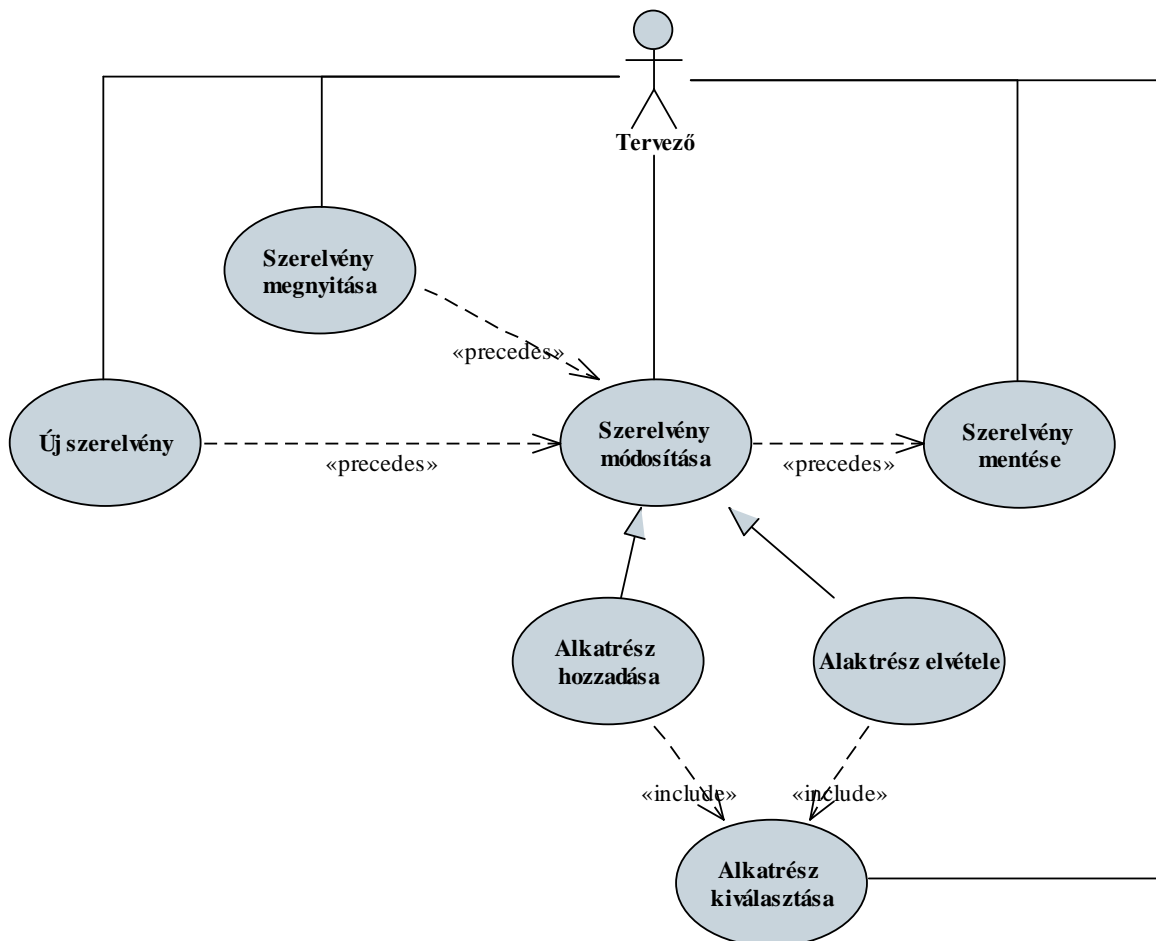 Tervező
Szerelvény
megnyitása
«precedes»
Új szerelvény
«precedes»
Szerelvény
módosítása
«precedes»
Szerelvény
mentése
Alkatrész
hozzadása
Alaktrész elvétele
«include»
«include»
Alkatrész
kiválasztása